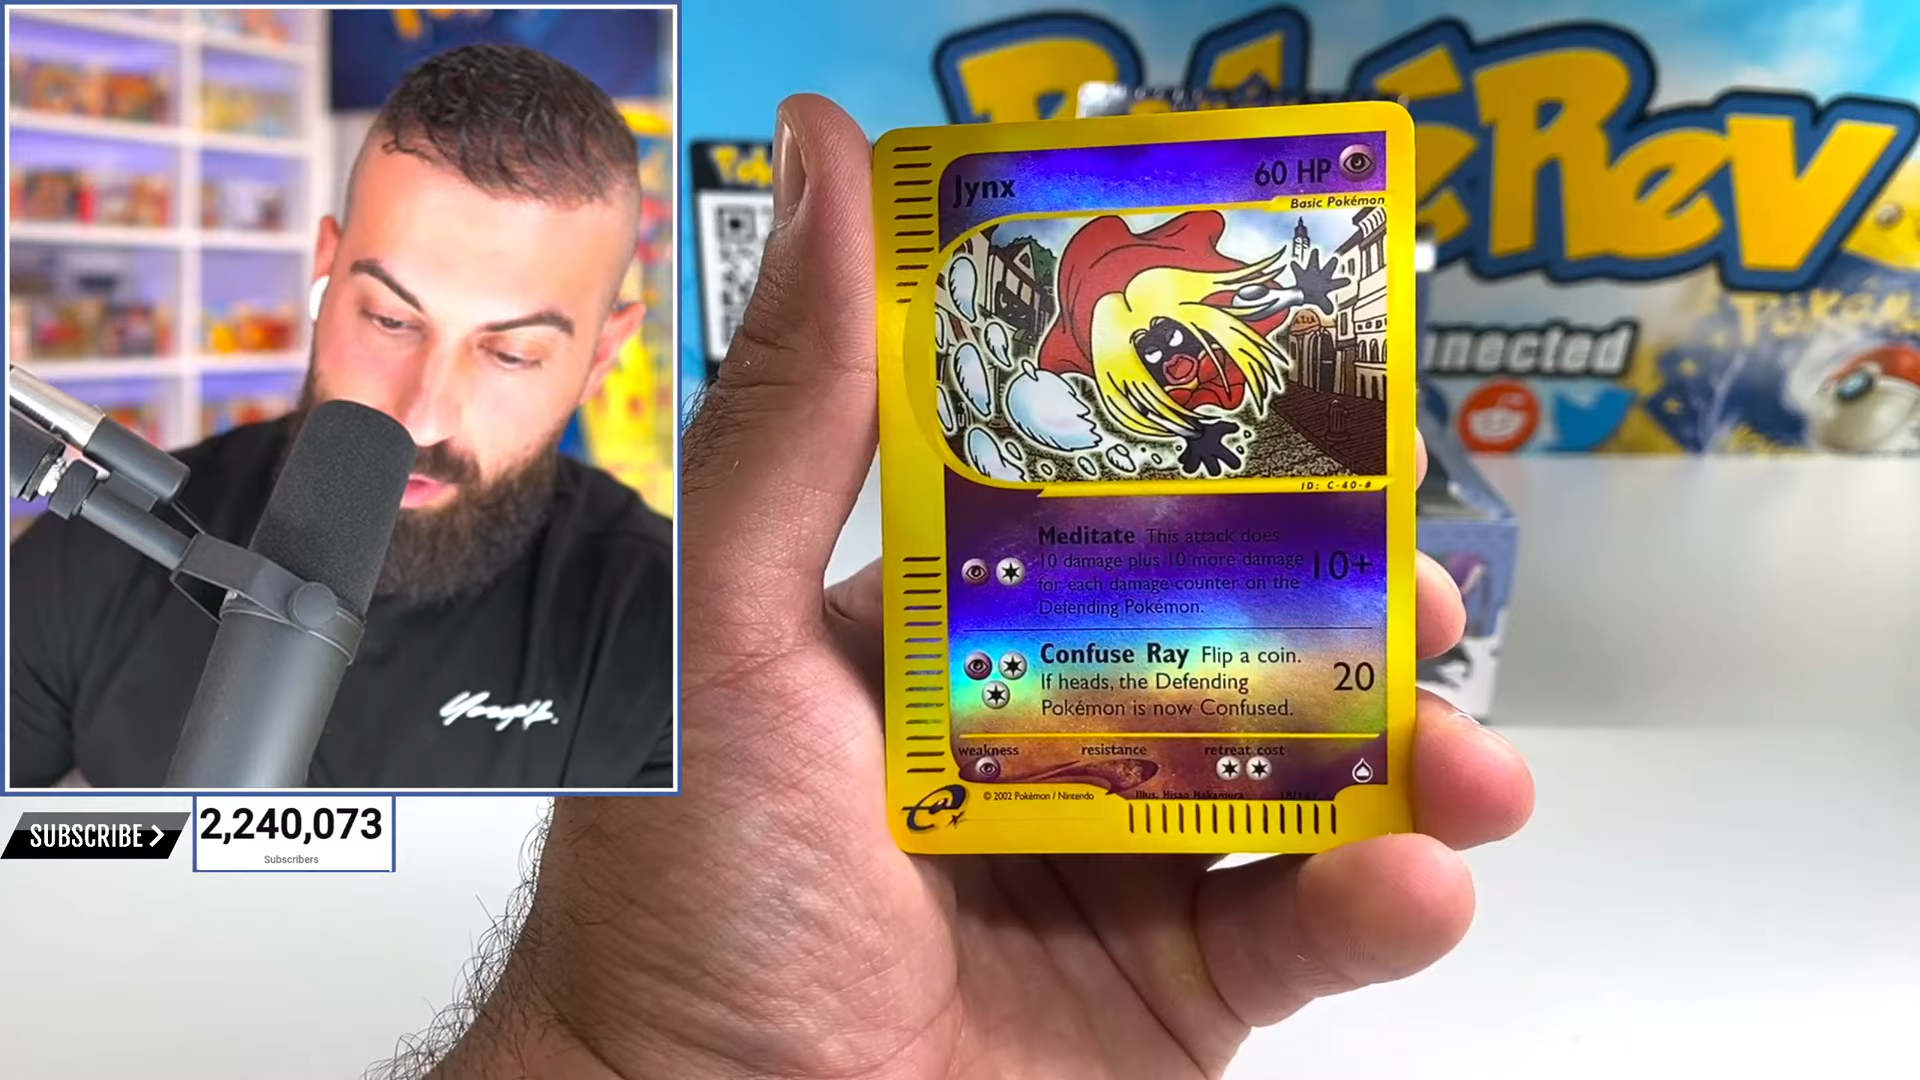 PokéRev
Jynx
60 HP
Basic Pokémon
ID: C-40-#
Meditate This attack does
10 damage plus 10 more damage
for each damage counter on the
Defending Pokémon.
10+
Confuse Ray Flip a coin.
If heads, the Defending
Pokémon is now Confused.
20
weakness
resistance
retreat cost
© 2002 Pokémon / Nintendo
Illus. Hisao Nakamura
SUBSCRIBE
2,240,073
Subscribers